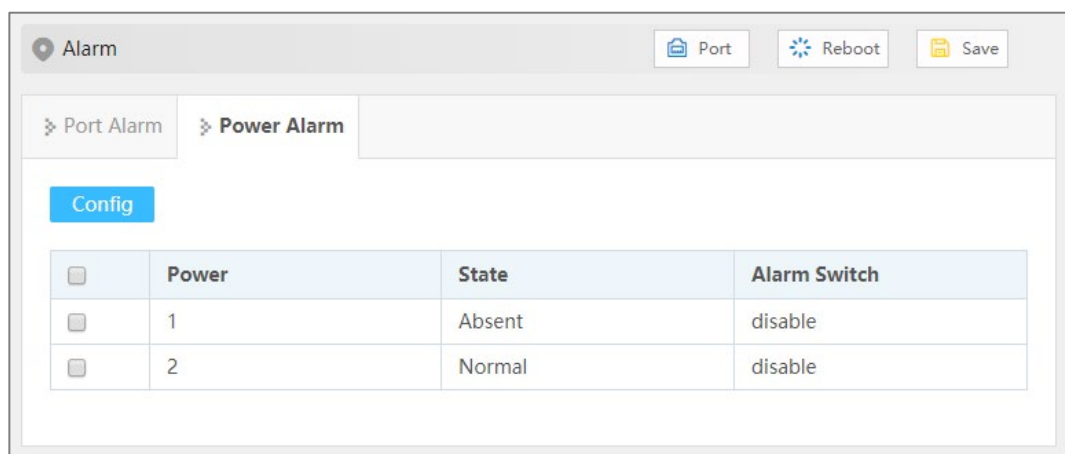 Alarm Port Reboot Save
Port Alarm Power Alarm
Config
Power State Alarm Switch
1 Absent disable
2 Normal disable